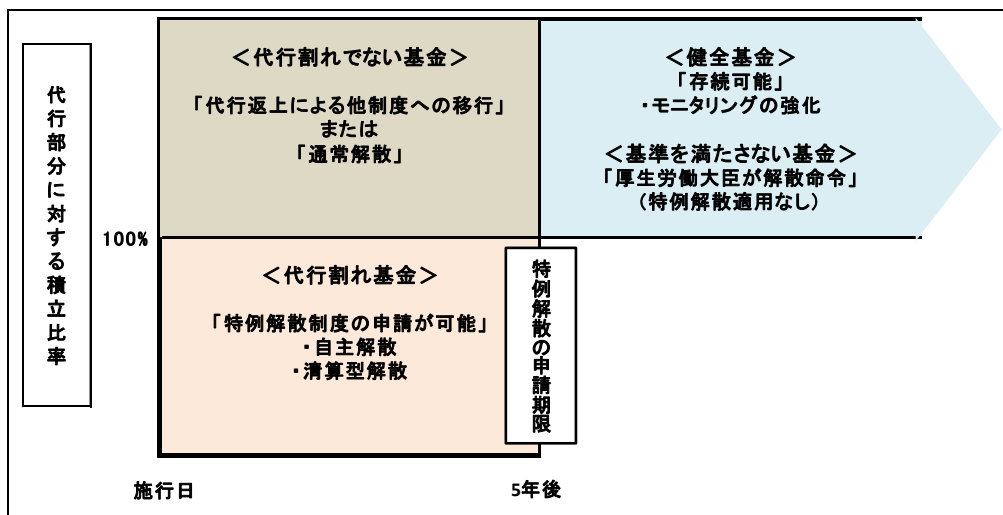 代行部分に対する積立比率
＜代行割れでない基金＞
「代行返上による他制度への移行」
または
「通常解散」
＜健全基金＞
「存続可能」
・モニタリングの強化
＜基準を満たさない基金＞
「厚生労働大臣が解散命令」
（特例解散適用なし）
100%
＜代行割れ基金＞
「特例解散制度の申請が可能」
・自主解散
・清算型解散
特例解散の申請期限
施行日
5年後